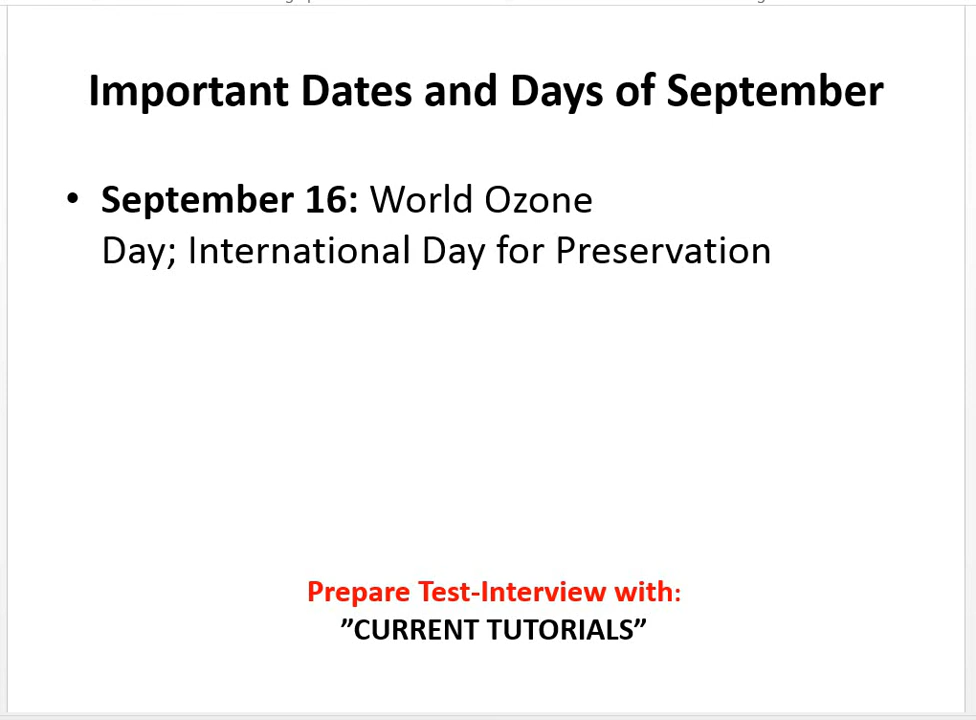 Important Dates and Days of September
• September 16: World Ozone
Day; International Day for Preservation
Prepare Test-Interview with:
”CURRENT TUTORIALS”